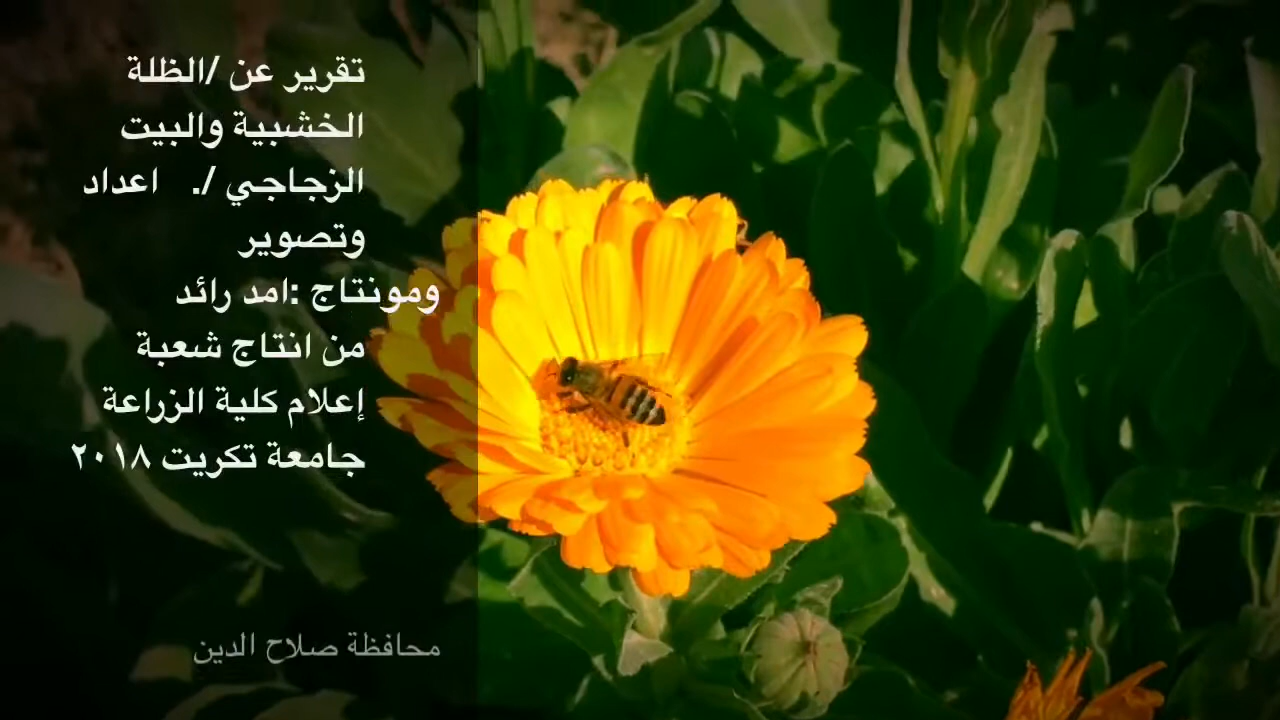 تقرير عن /الظلة
الخشبية والبيت
الزجاجي /. اعداد
وتصوير
ومونتاج :امد رائد
من انتاج شعبة
إعلام كلية الزراعة
جامعة تكريت ٢٠١٨
محافظة صلاح الدين